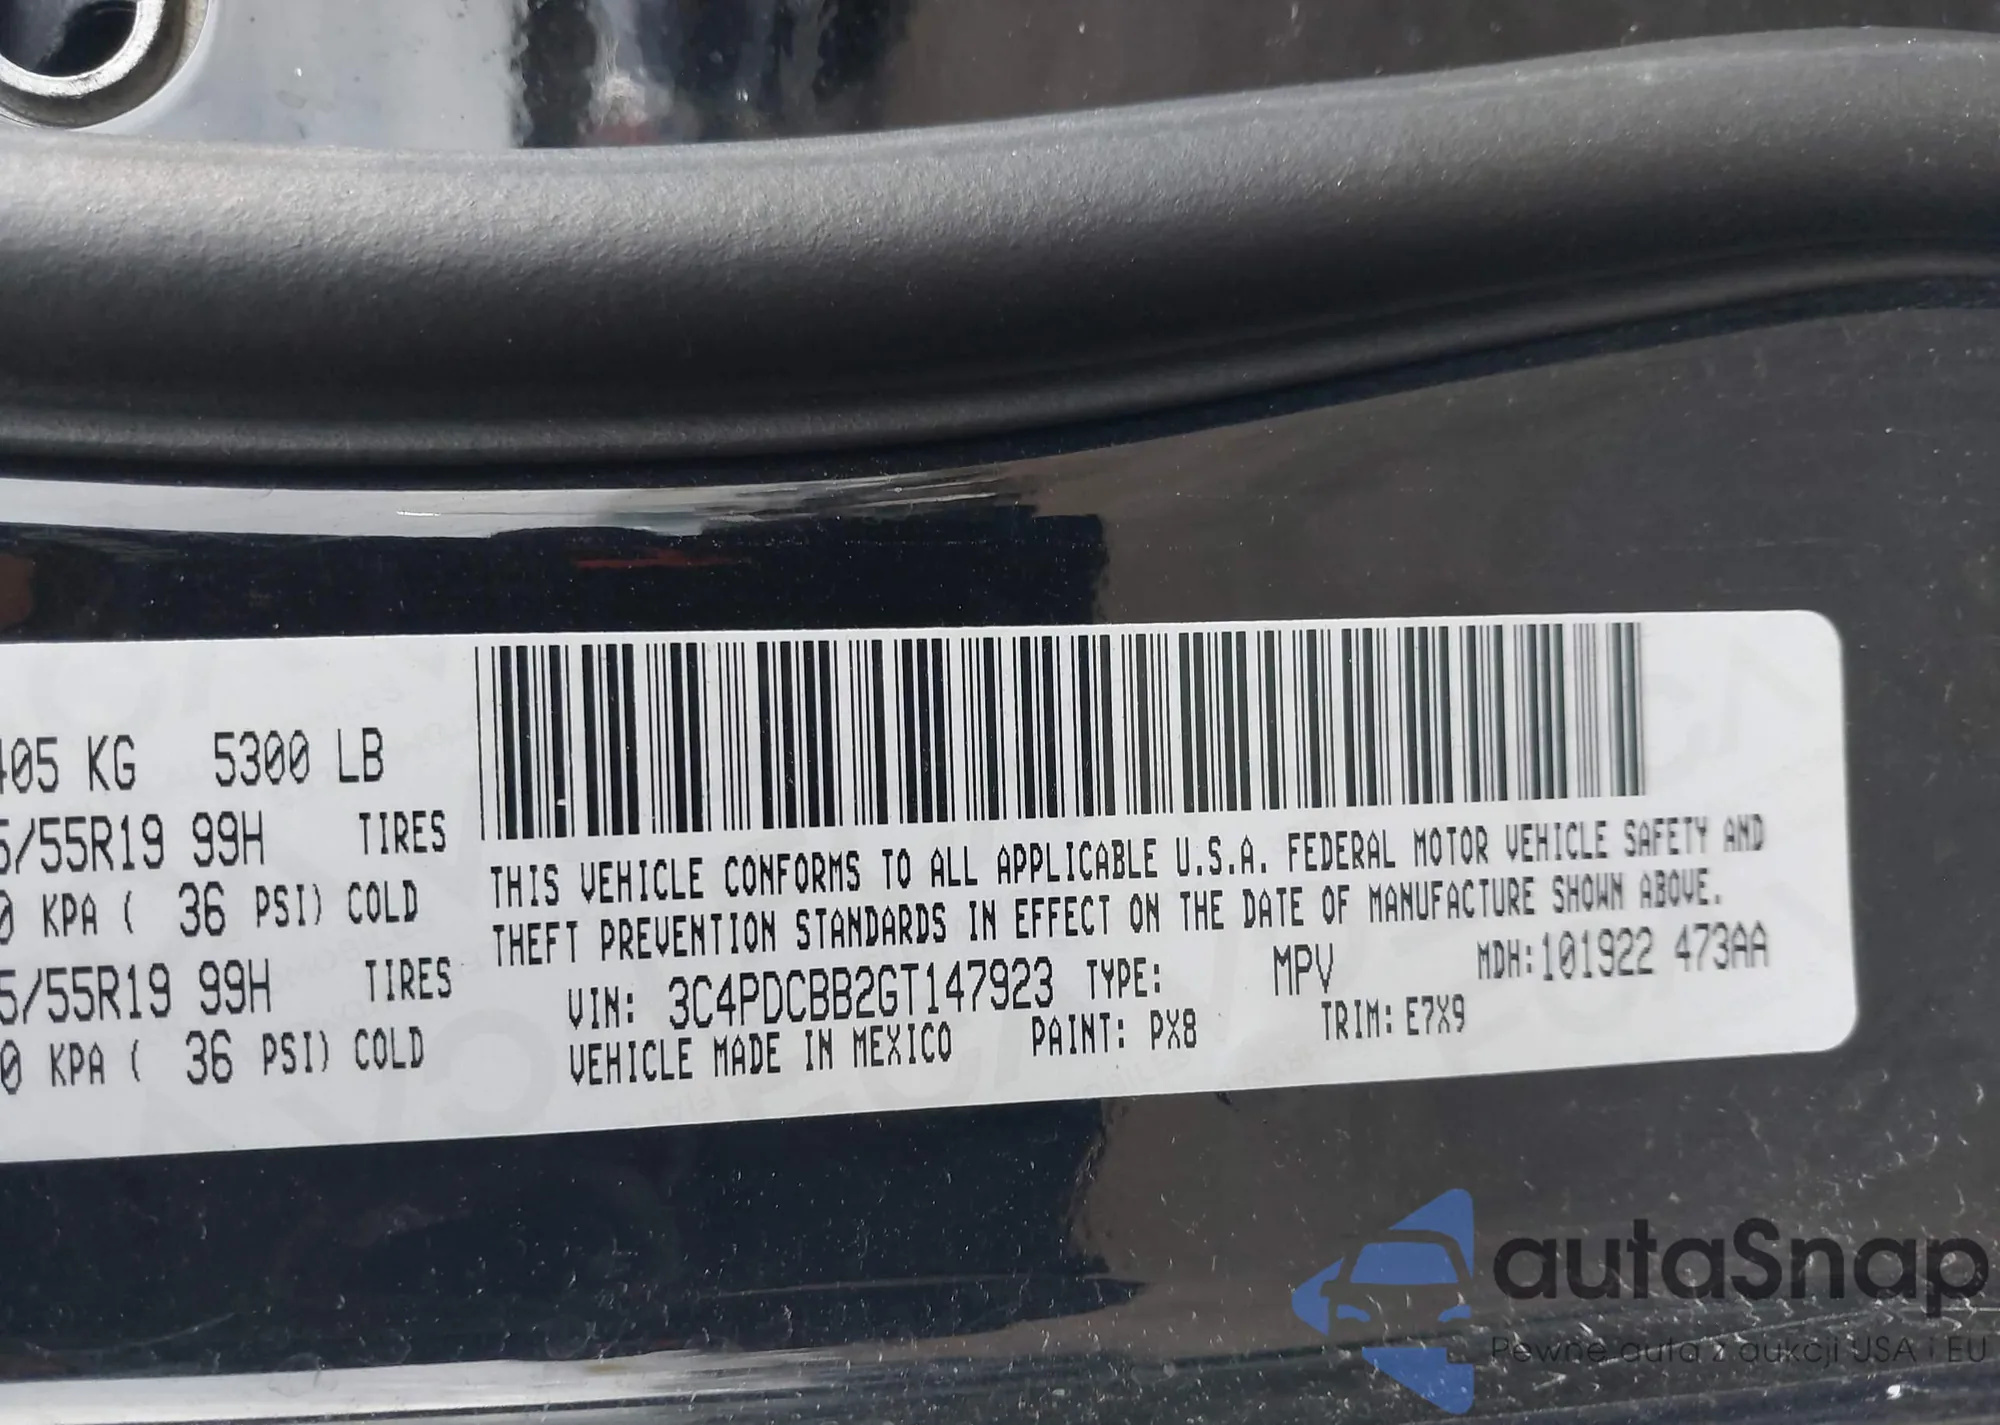 405 KG 5300 LB
5/55R19 99H TIRES
0 KPA ( 36 PSI) COLD
5/55R19 99H TIRES
0 KPA ( 36 PSI) COLD
THIS VEHICLE CONFORMS TO ALL APPLICABLE U.S.A. FEDERAL MOTOR VEHICLE SAFETY AND
THEFT PREVENTION STANDARDS IN EFFECT ON THE DATE OF MANUFACTURE SHOWN ABOVE.
VIN: 3C4PDCBB2GT147923 TYPE: MPV MDH:101922 473AA
VEHICLE MADE IN MEXICO PAINT: PX8 TRIM: E7X9
autaSnap
Pewne auta z aukcji USA i EU